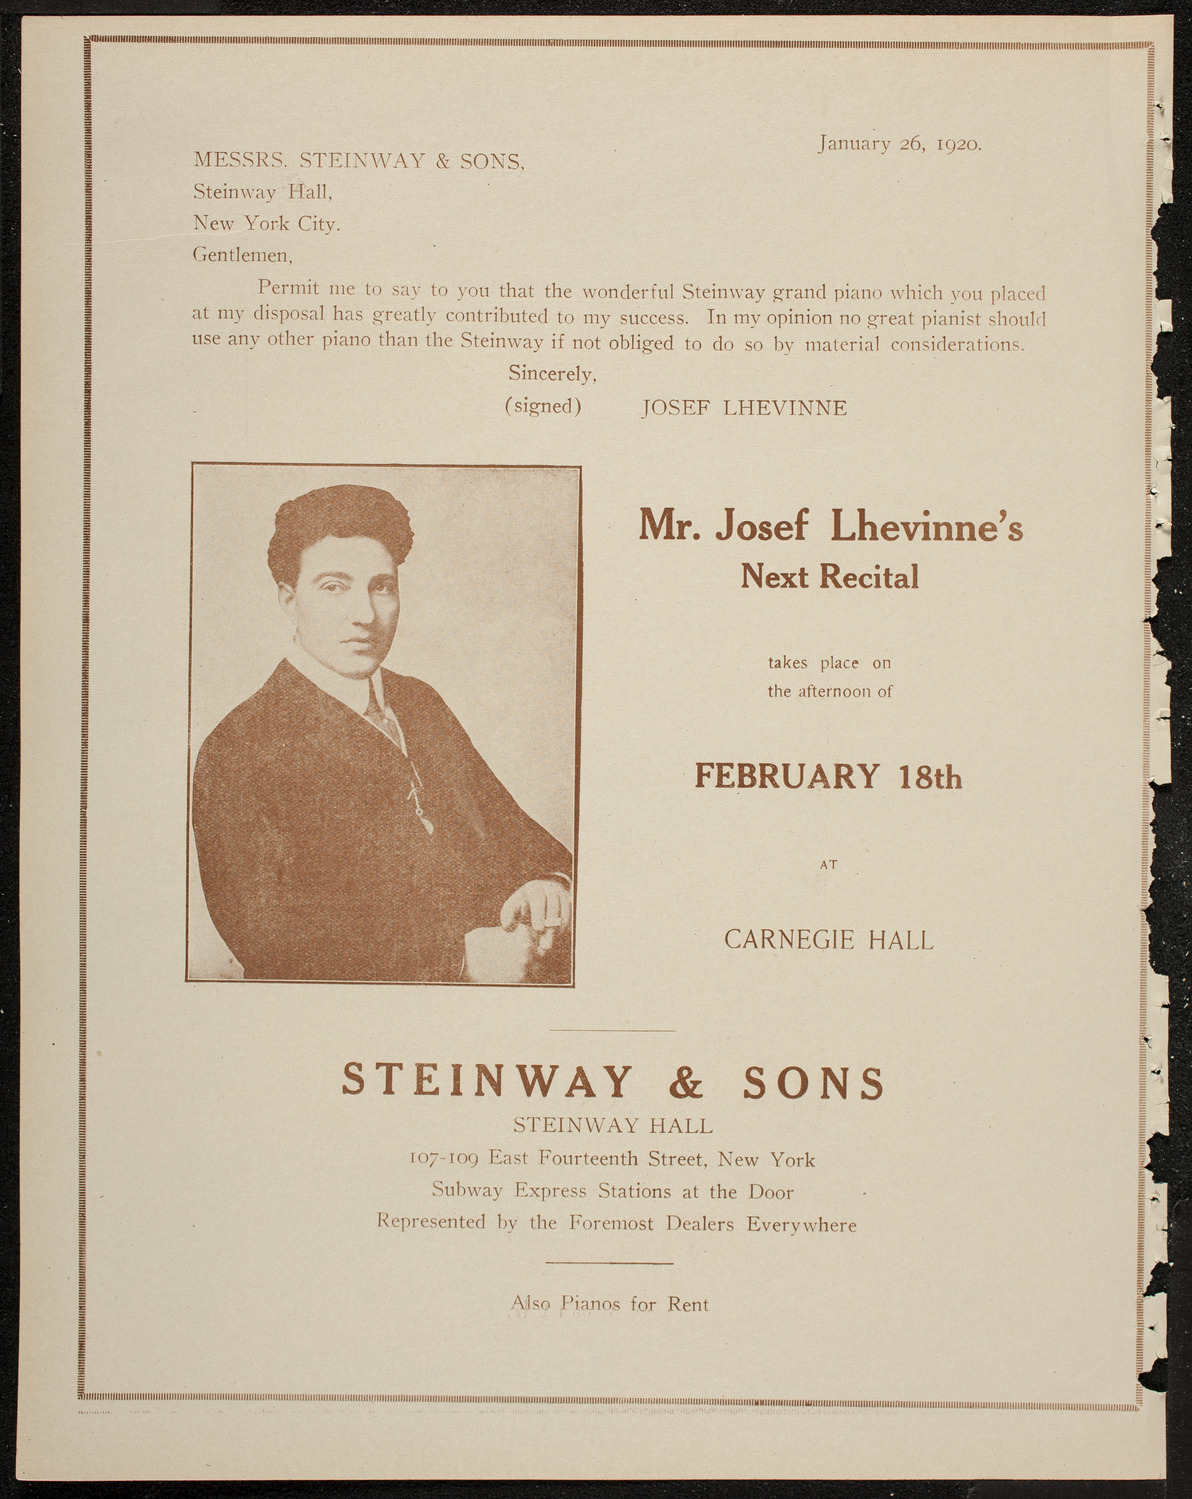 January 26, 1920.
MESSRS. STEINWAY & SONS,
Steinway Hall,
New York City.
Gentlemen,
Permit me to say to you that the wonderful Steinway grand piano which you placed
at my disposal has greatly contributed to my success. In my opinion no great pianist should
use any other piano than the Steinway if not obliged to do so by material considerations.
Sincerely,
(signed) JOSEF LHEVINNE
Mr. Josef Lhevinne's
Next Recital
takes place on
the afternoon of
FEBRUARY 18th
AT
CARNEGIE HALL
STEINWAY & SONS
STEINWAY HALL
107-109 East Fourteenth Street, New York
Subway Express Stations at the Door
Represented by the Foremost Dealers Everywhere
Also Pianos for Rent